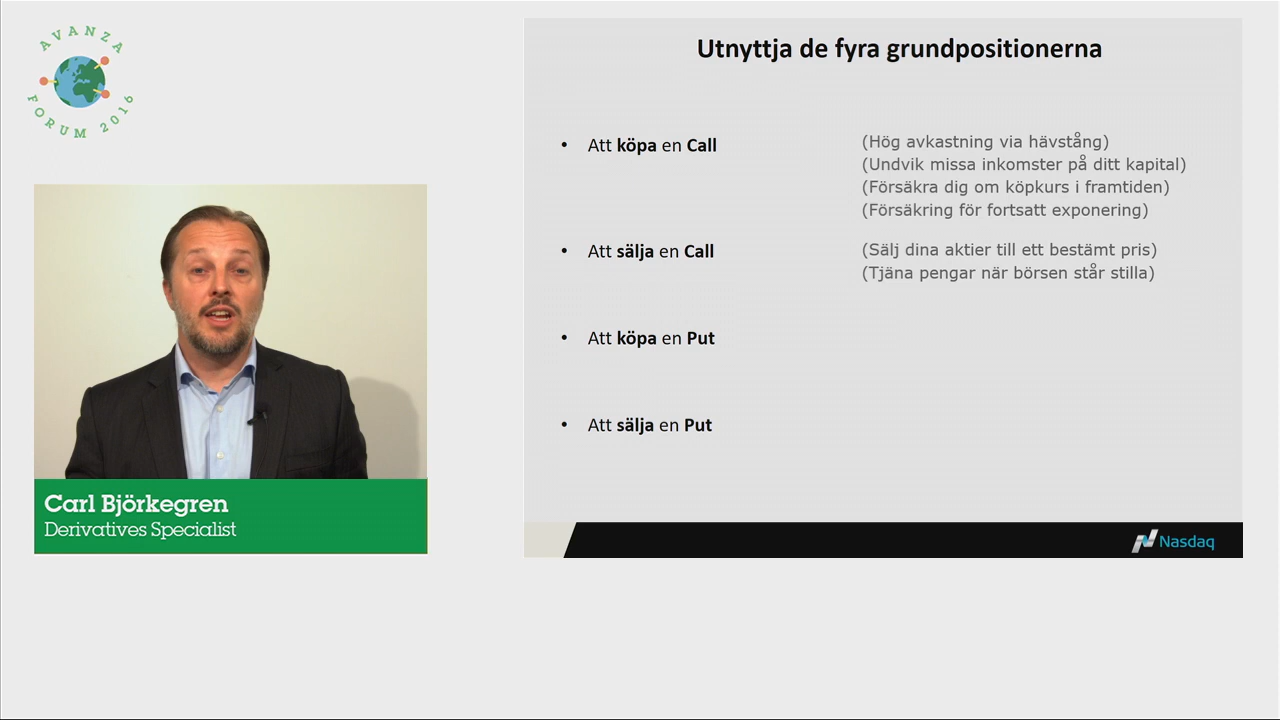 AVANZA
FORUM 2016
Utnyttja de fyra grundpositionerna
• Att köpa en Call
(Hög avkastning via hävstång)
(Undvik missa inkomster på ditt kapital)
(Försäkra dig om köpkurs i framtiden)
(Försäkring för fortsatt exponering)
• Att sälja en Call
(Sälj dina aktier till ett bestämt pris)
(Tjäna pengar när börsen står stilla)
• Att köpa en Put
• Att sälja en Put
Carl Björkegren
Derivatives Specialist
Nasdaq